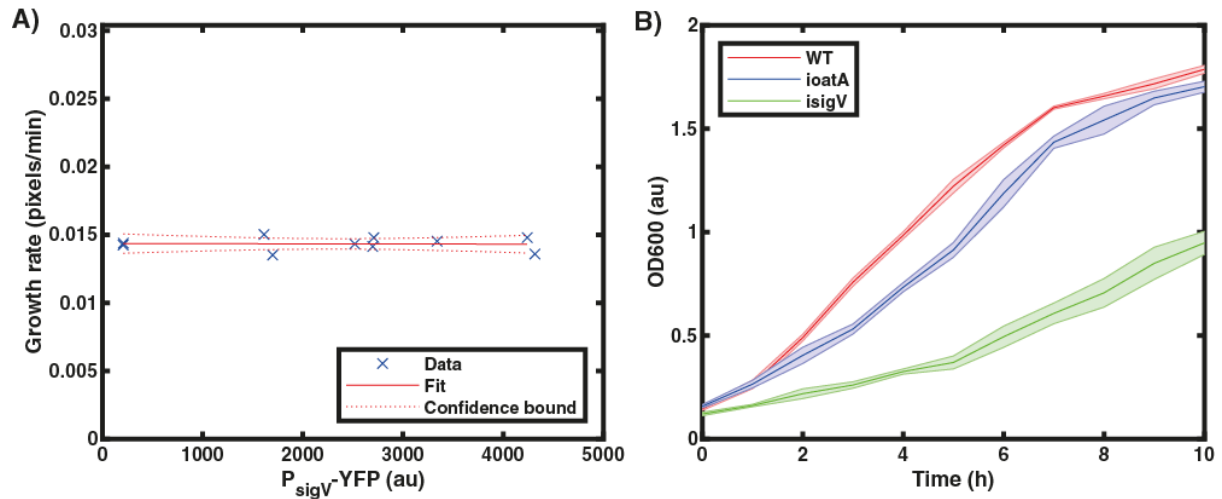 A)
Growth rate (pixels/min)
0.03
0.025
0.02
0.015
0.01
0.005
0
Data
Fit
Confidence bound
0 1000 2000 3000 4000 5000
PsigV-YFP (au)
B)
OD600 (au)
2
1.5
1
0.5
0
WT
ioatA
isigV
0 2 4 6 8 10
Time (h)